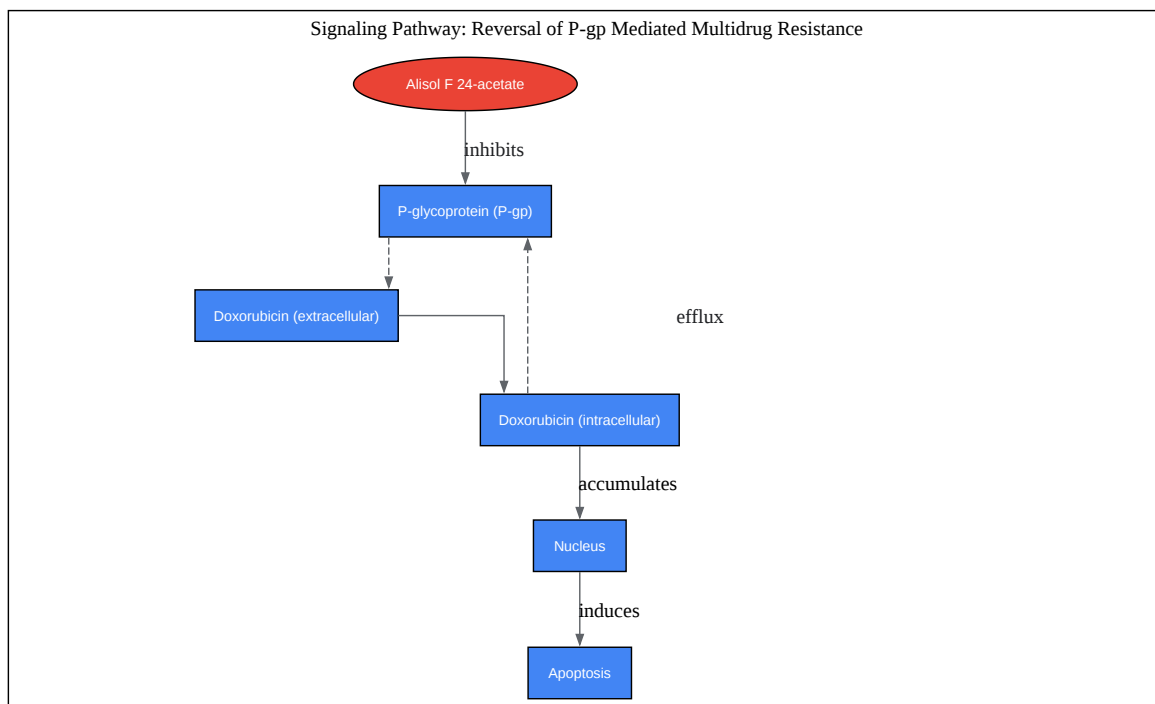 Signaling Pathway: Reversal of P-gp Mediated Multidrug Resistance
Alisol F 24-acetate
inhibits
P-glycoprotein (P-gp)
Doxorubicin (extracellular)
efflux
Doxorubicin (intracellular)
accumulates
Nucleus
induces
Apoptosis